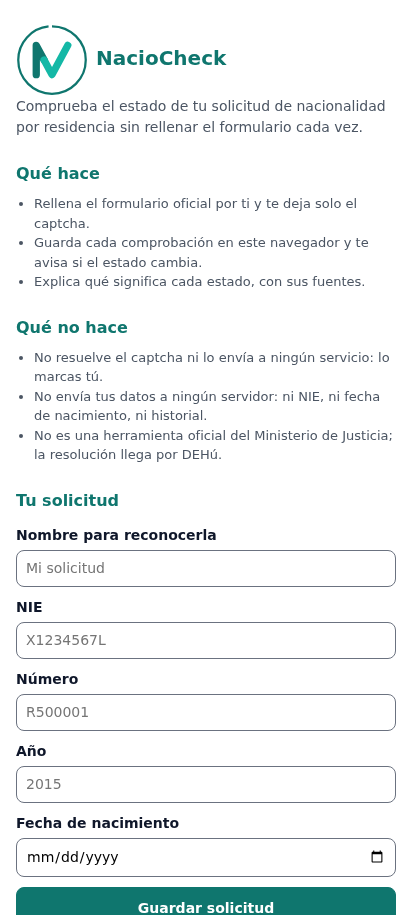 NacioCheck
Comprueba el estado de tu solicitud de nacionalidad
por residencia sin rellenar el formulario cada vez.
Qué hace
• Rellena el formulario oficial por ti y te deja solo el
captcha.
• Guarda cada comprobación en este navegador y te
avisa si el estado cambia.
• Explica qué significa cada estado, con sus fuentes.
Qué no hace
• No resuelve el captcha ni lo envía a ningún servicio: lo
marcas tú.
• No envía tus datos a ningún servidor: ni NIE, ni fecha
de nacimiento, ni historial.
• No es una herramienta oficial del Ministerio de Justicia;
la resolución llega por DEHú.
Tu solicitud
Nombre para reconocerla
Mi solicitud
NIE
X1234567L
Número
R500001
Año
2015
Fecha de nacimiento
mm/dd/yyyy
Guardar solicitud